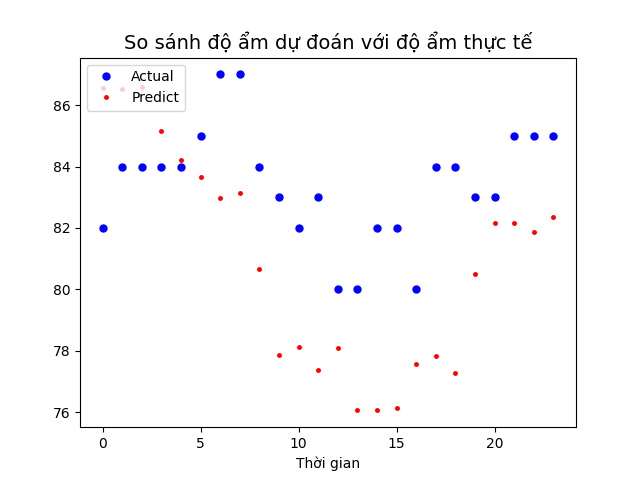 So sánh độ ẩm dự đoán với độ ẩm thực tế
Actual
Predict
86
84
82
80
78
76
0 5 10 15 20
Thời gian